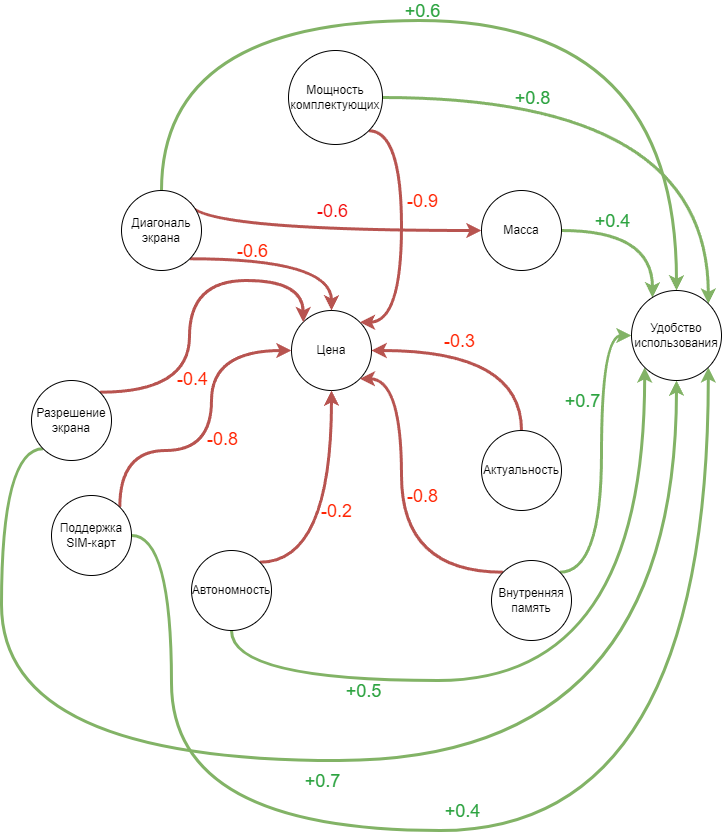 +0.6
Мощность
комплектующих
+0.8
-0.9
Диагональ
экрана
-0.6
Масса
+0.4
-0.6
Удобство
использования
Цена
-0.3
-0.4
+0.7
Разрешение
экрана
-0.8
Актуальность
-0.8
Поддержка
SIM-карт
-0.2
Автономность
Внутренняя
память
+0.5
+0.7
+0.4